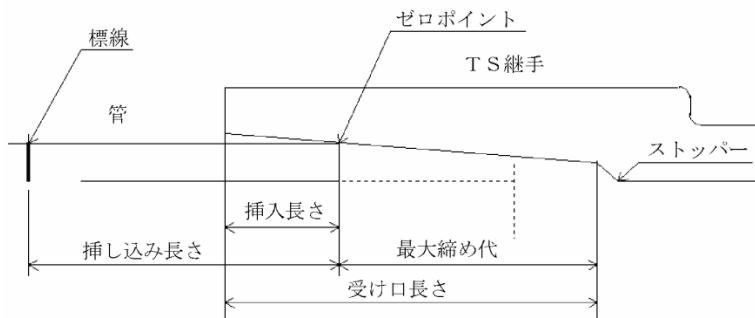 標線
ゼロポイント
TS継手
管
ストッパー
挿入長さ
挿し込み長さ
最大締め代
受け口長さ